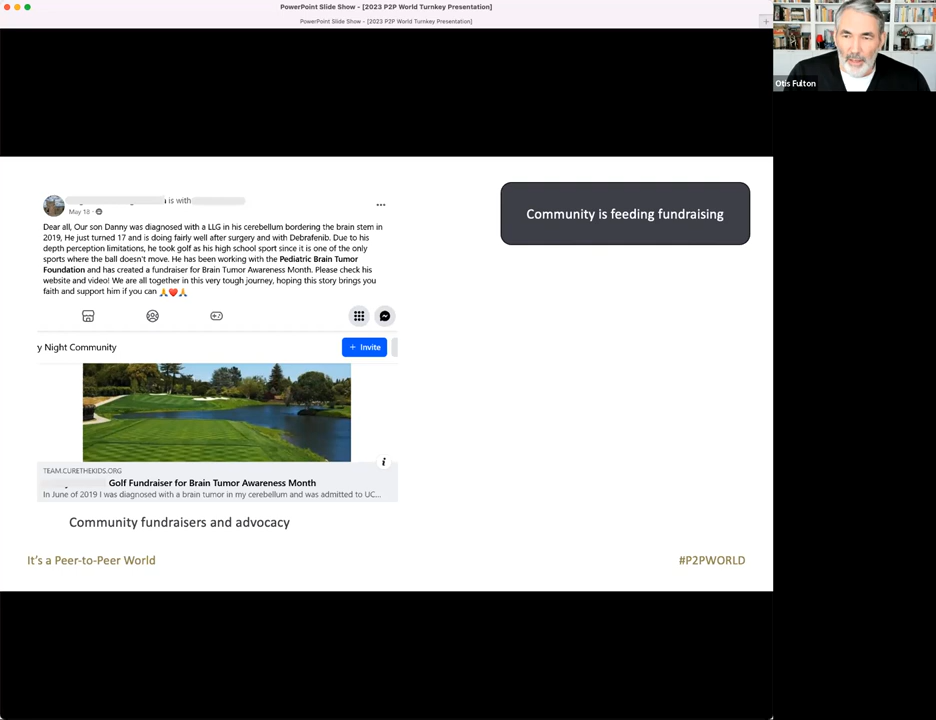 PowerPoint Slide Show - [2023 P2P World Turnkey Presentation]
PowerPoint Slide Show - [2023 P2P World Turnkey Presentation]
Otis Fulton
is with
May 18 ·
Dear all, Our son Danny was diagnosed with a LLG in his cerebellum bordering the brain stem in
2019, He just turned 17 and is doing fairly well after surgery and with Debrafenib. Due to his
depth perception limitations, he took golf as his high school sport since it is one of the only
sports where the ball doesn't move. He has been working with the Pediatric Brain Tumor
Foundation and has created a fundraiser for Brain Tumor Awareness Month. Please check his
website and video! We are all together in this very tough journey, hoping this story brings you
faith and support him if you can 🙏❤️🙏
y Night Community
+ Invite
TEAM.CURETHEKIDS.ORG
Golf Fundraiser for Brain Tumor Awareness Month
In June of 2019 I was diagnosed with a brain tumor in my cerebellum and was admitted to UC...
Community fundraisers and advocacy
Community is feeding fundraising
It's a Peer-to-Peer World
#P2PWORLD